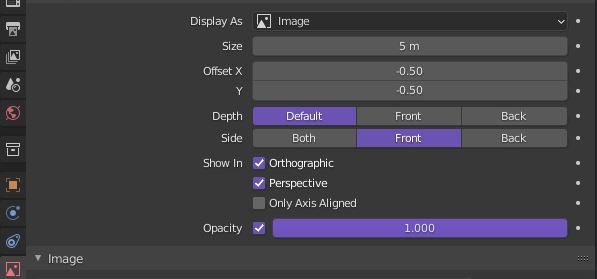 Display As Image
Size 5 m
Offset X -0.50
Y -0.50
Depth Default Front Back
Side Both Front Back
Show In Orthographic
Perspective
Only Axis Aligned
Opacity 1.000
Image